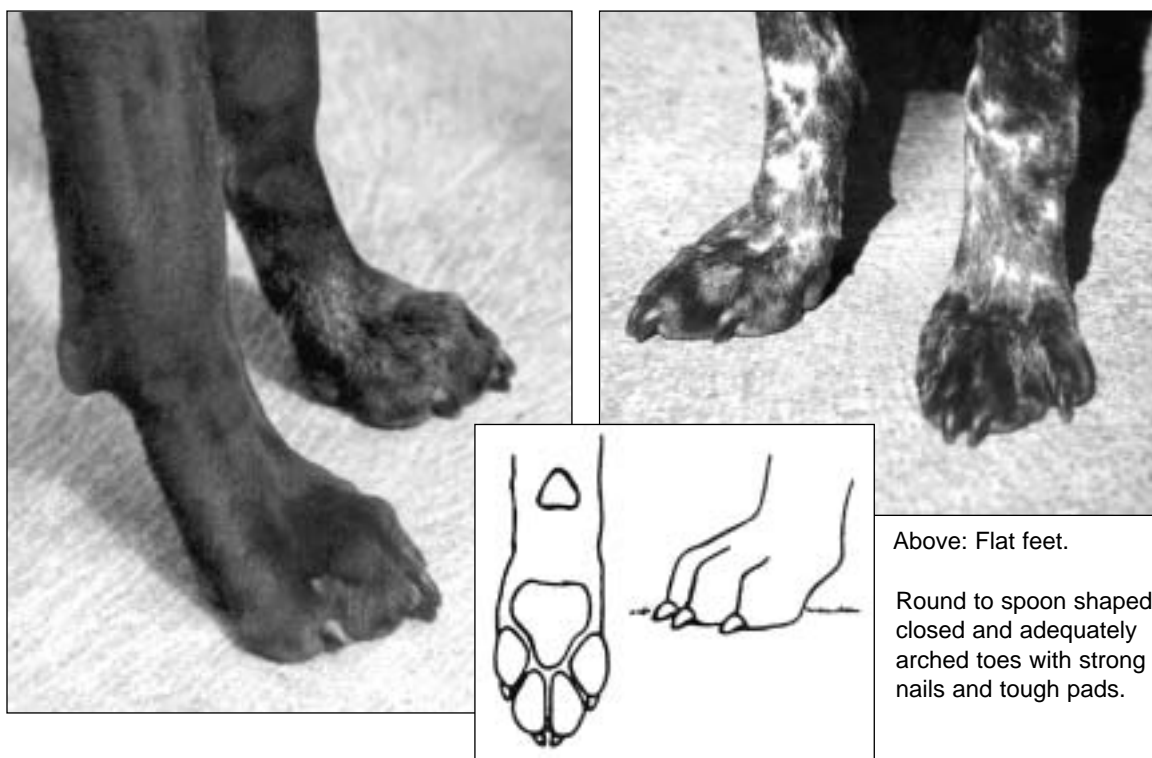 Above: Flat feet.
Round to spoon shaped
closed and adequately
arched toes with strong
nails and tough pads.